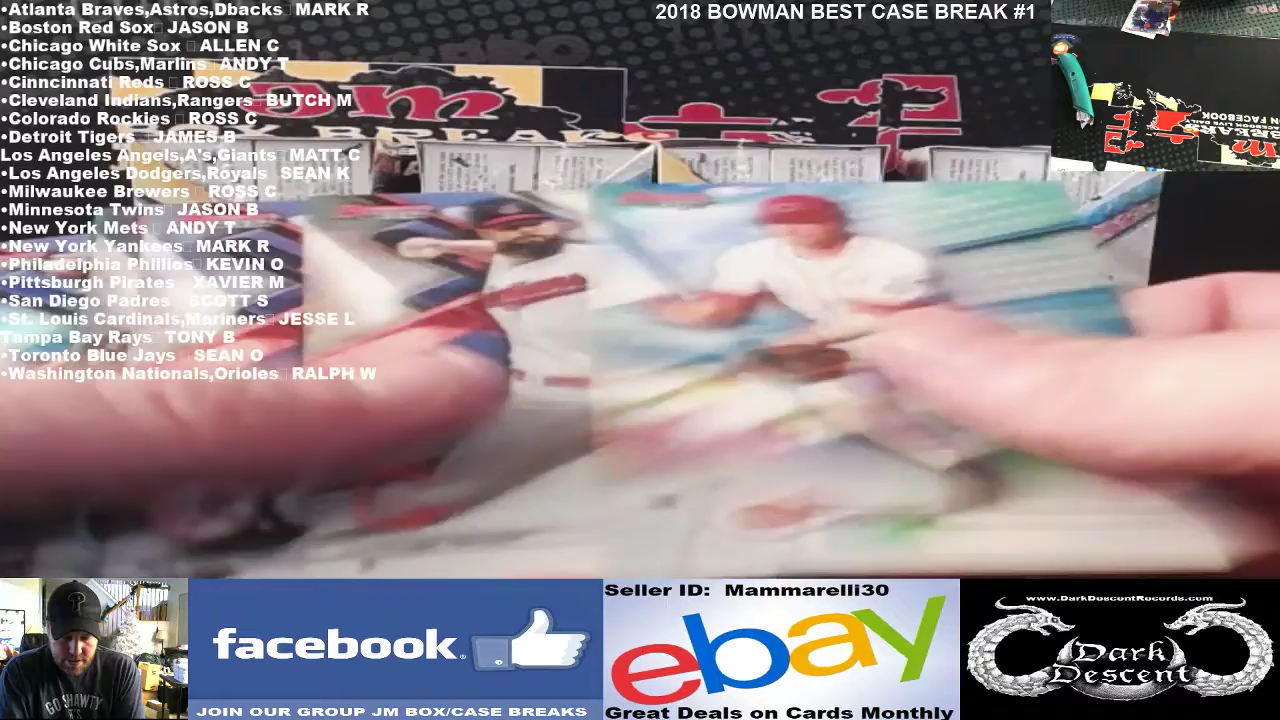 •Atlanta Braves,Astros,Dbacks MARK R
•Boston Red Sox JASON B
•Chicago White Sox ALLEN C
•Chicago Cubs,Marlins ANDY T
•Cinncinnati Reds ROSS C
•Cleveland Indians,Rangers BUTCH M
•Colorado Rockies ROSS C
•Detroit Tigers JAMES B
Los Angeles Angels,A's,Giants MATT C
•Los Angeles Dodgers,Royals SEAN K
•Milwaukee Brewers ROSS C
•Minnesota Twins JASON B
•New York Mets ANDY T
•New York Yankees MARK R
•Philadelphia Phillies KEVIN O
•Pittsburgh Pirates XAVIER M
•San Diego Padres SCOTT S
•St. Louis Cardinals,Mariners JESSE L
Tampa Bay Rays TONY B
•Toronto Blue Jays SEAN O
•Washington Nationals,Orioles RALPH W
2018 BOWMAN BEST CASE BREAK #1
GO SHAWTY
IT'S
facebook.
JOIN OUR GROUP JM BOX/CASE BREAKS
Seller ID: Mammarelli30
ebay
Great Deals on Cards Monthly
www.DarkDescentRecords.com
Dark
Descent